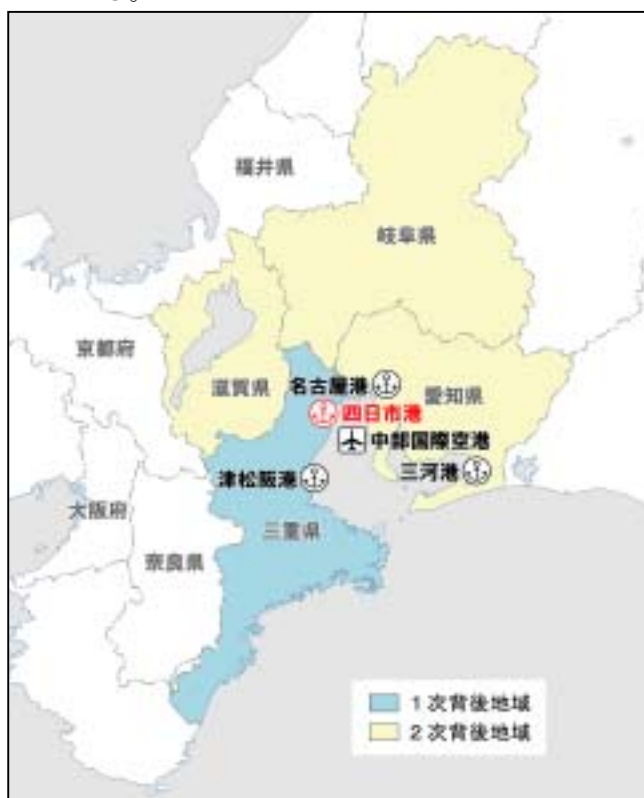 る。
福井県
岐阜県
京都府
滋賀県
名古屋港
愛知県
四日市港
中部国際空港
津松阪港
三河港
大阪府
三重県
奈良県
1次背後地域
2次背後地域